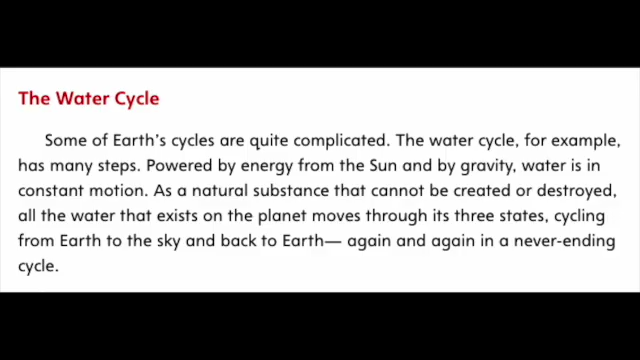 The Water Cycle
Some of Earth's cycles are quite complicated. The water cycle, for example,
has many steps. Powered by energy from the Sun and by gravity, water is in
constant motion. As a natural substance that cannot be created or destroyed,
all the water that exists on the planet moves through its three states, cycling
from Earth to the sky and back to Earth— again and again in a never-ending
cycle.